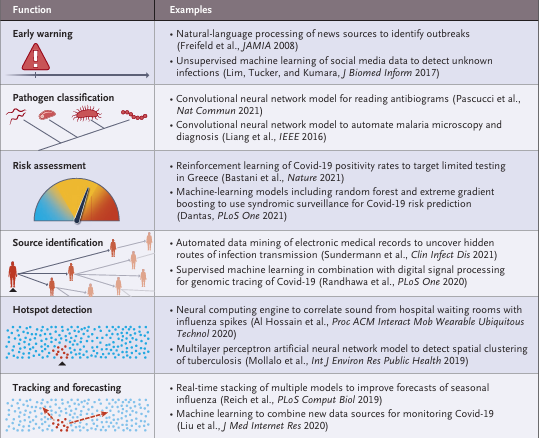 Function
Examples
Early warning
• Natural-language processing of news sources to identify outbreaks
(Freifeld et al., JAMIA 2008)
• Unsupervised machine learning of social media data to detect unknown
infections (Lim, Tucker, and Kumara, J Biomed Inform 2017)
Pathogen classification
• Convolutional neural network model for reading antibiograms (Pascucci et al.,
Nat Commun 2021)
• Convolutional neural network to automate malaria microscopy and
diagnosis (Liang et al., IEEE 2016)
Risk assessment
• Reinforcement learning of Covid-19 positivity rates to target limited testing
in Greece (Bastani et al., Nature 2021)
• Machine-learning models including random forest and extreme gradient
boosting to use syndromic surveillance for Covid-19 risk prediction
(Dantas, PLoS One 2021)
Source identification
• Automated data mining of electronic medical records to uncover hidden
routes of infection transmission (Sundermann et al., Clin Infect Dis 2021)
• Supervised machine learning in combination with digital signal processing
for genomic tracing of Covid-19 (Randhawa et al., PLoS One 2020)
Hotspot detection
• Neural computing engine to correlate sound from hospital waiting rooms with
influenza spikes (Al Hossain et al., Proc ACM Interact Mob Wearable Ubiquitous
Technol 2020)
• Multilayer perceptron artificial neural network model to detect spatial clustering
of tuberculosis (Mollalo et al., Int J Environ Res Public Health 2019)
Tracking and forecasting
• Real-time stacking of multiple models to improve forecasts of seasonal
influenza (Reich et al., PLoS Comput Biol 2019)
• Machine learning to combine new data sources for monitoring Covid-19
(Liu et al., J Med Internet Res 2020)